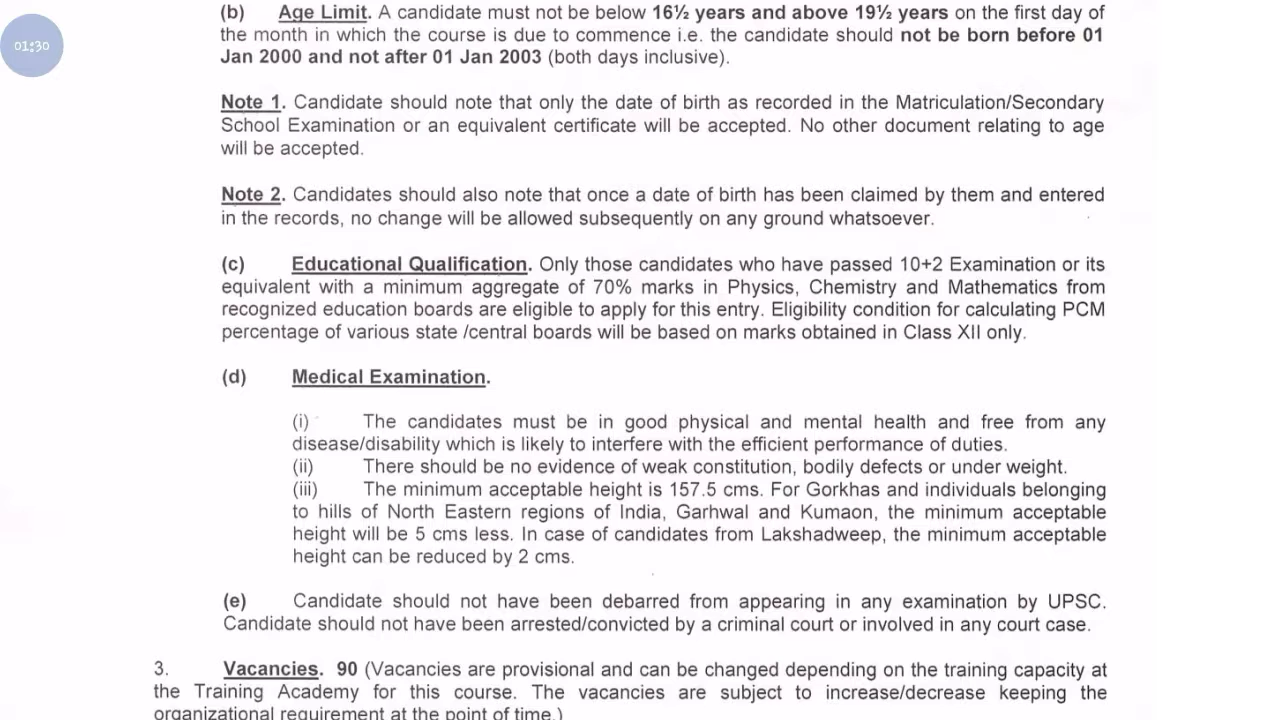 (b) Age Limit. A candidate must not be below 16½ years and above 19½ years on the first day of
the month in which the course is due to commence i.e. the candidate should not be born before 01
Jan 2000 and not after 01 Jan 2003 (both days inclusive).
01:30
Note 1. Candidate should note that only the date of birth as recorded in the Matriculation/Secondary
School Examination or an equivalent certificate will be accepted. No other document relating to age
will be accepted.
Note 2. Candidates should also note that once a date of birth has been claimed by them and entered
in the records, no change will be allowed subsequently on any ground whatsoever.
(c) Educational Qualification. Only those candidates who have passed 10+2 Examination or its
equivalent with a minimum aggregate of 70% marks in Physics, Chemistry and Mathematics from
recognized education boards are eligible to apply for this entry. Eligibility condition for calculating PCM
percentage of various state /central boards will be based on marks obtained in Class XII only.
(d) Medical Examination.
(i) The candidates must be in good physical and mental health and free from any
disease/disability which is likely to interfere with the efficient performance of duties.
(ii) There should be no evidence of weak constitution, bodily defects or under weight.
(iii) The minimum acceptable height is 157.5 cms. For Gorkhas and individuals belonging
to hills of North Eastern regions of India, Garhwal and Kumaon, the minimum acceptable
height will be 5 cms less. In case of candidates from Lakshadweep, the minimum acceptable
height can be reduced by 2 cms.
(e) Candidate should not have been debarred from appearing in any examination by UPSC.
Candidate should not have been arrested/convicted by a criminal court or involved in any court case.
3. Vacancies. 90 (Vacancies are provisional and can be changed depending on the training capacity at
the Training Academy for this course. The vacancies are subject to increase/decrease keeping the
organizational requirement at the point of time.)